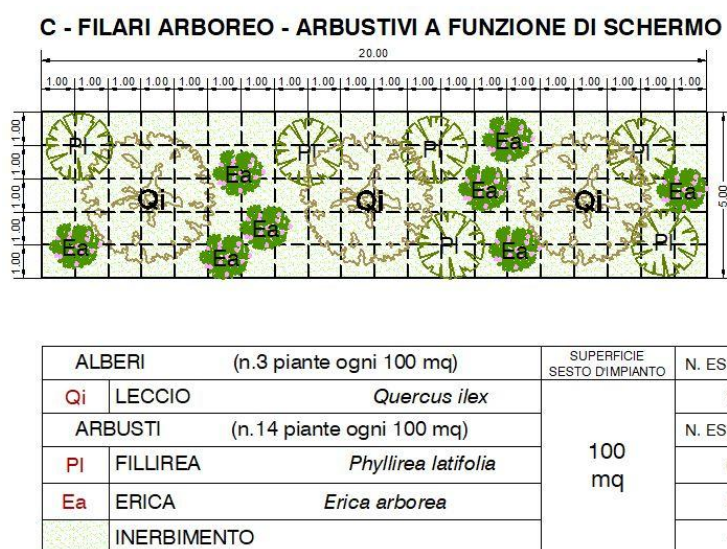 C - FILARI ARBOREO - ARBUSTIVI A FUNZIONE DI SCHERMO
20.00
1.00 1.00 1.00 1.00 1.00 1.00 1.00 1.00 1.00 1.00 1.00 1.00 1.00 1.00 1.00 1.00 1.00 1.00 1.00 1.00
1.00
1.00
1.00
1.00
1.00
5.00
Pl
Pl
Pl
Ea
Pl
Ea
Ea
Ea
Qi
Qi
Qi
Ea
Ea
Ea
Pl
Ea
Pl
ALBERI (n.3 piante ogni 100 mq) SUPERFICIE SESTO D'IMPIANTO N. ES
Qi LECCIO Quercus ilex
ARBUSTI (n.14 piante ogni 100 mq) N. ES
Pl FILLIREA Phyllirea latifolia
100 mq
Ea ERICA Erica arborea
INERBIMENTO